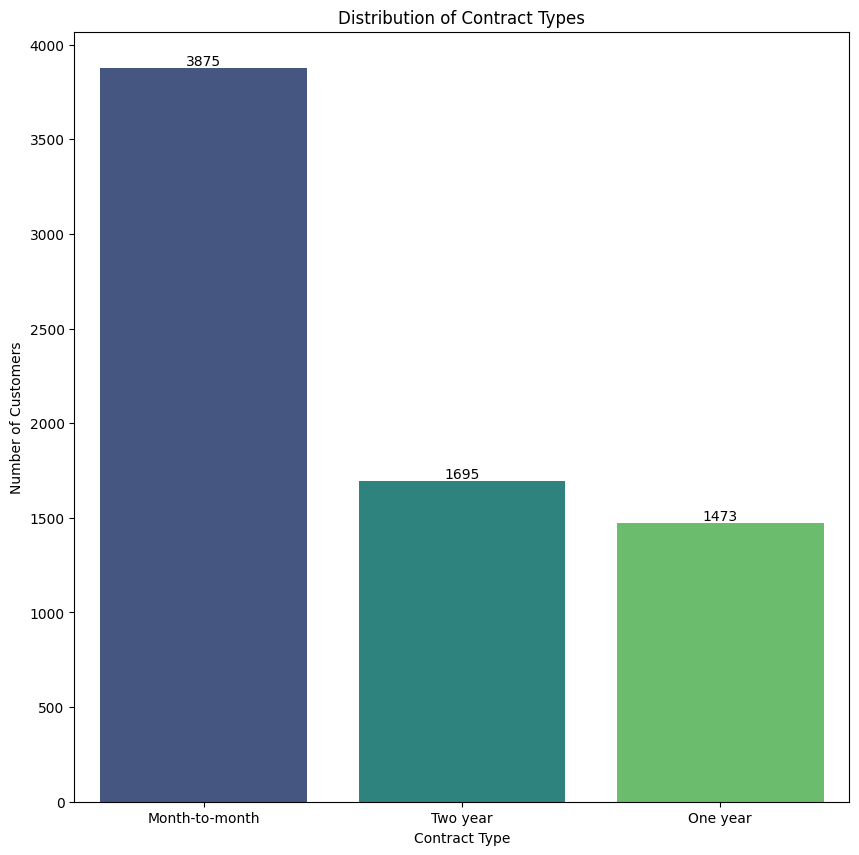 Distribution of Contract Types
4000
3500
3000
2500
2000
1500
1000
500
0
Number of Customers
3875
1695
1473
Month-to-month
Two year
One year
Contract Type